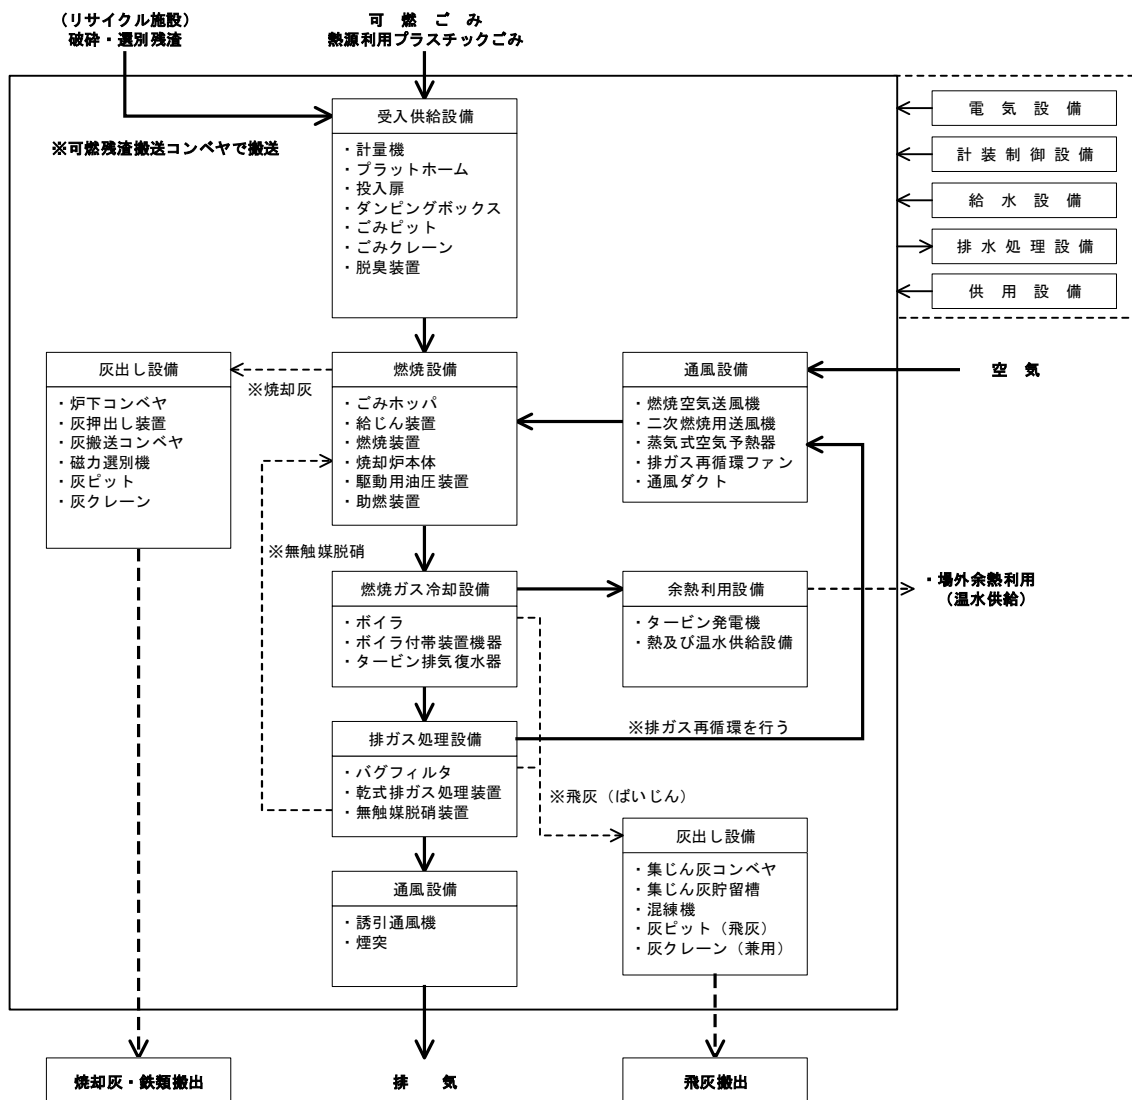 （リサイクル施設）
破砕・選別残渣
可　燃　ご　み
熱源利用プラスチックごみ
※可燃残渣搬送コンベヤで搬送
受入供給設備
・計量機
・プラットホーム
・投入扉
・ダンピングボックス
・ごみピット
・ごみクレーン
・脱臭装置
電　気　設　備
計 装 制 御 設 備
給　水　設　備
排 水 処 理 設 備
供　用　設　備
灰出し設備
・炉下コンベヤ
・灰押出し装置
・灰搬送コンベヤ
・磁力選別機
・灰ピット
・灰クレーン
※焼却灰
燃焼設備
・ごみホッパ
・給じん装置
・燃焼装置
・焼却炉本体
・駆動用油圧装置
・助燃装置
通風設備
・燃焼空気送風機
・二次燃焼用送風機
・蒸気式空気予熱器
・排ガス再循環ファン
・通風ダクト
空　気
※無触媒脱硝
燃焼ガス冷却設備
・ボイラ
・ボイラ付帯装置機器
・タービン排気復水器
余熱利用設備
・タービン発電機
・熱及び温水供給設備
・場外余熱利用
（温水供給）
排ガス処理設備
・バグフィルタ
・乾式排ガス処理装置
・無触媒脱硝装置
※排ガス再循環を行う
※飛灰（ばいじん）
灰出し設備
・集じん灰コンベヤ
・集じん灰貯留槽
・混練機
・灰ピット（飛灰）
・灰クレーン（兼用）
通風設備
・誘引通風機
・煙突
焼却灰・鉄類搬出
排　　気
飛灰搬出